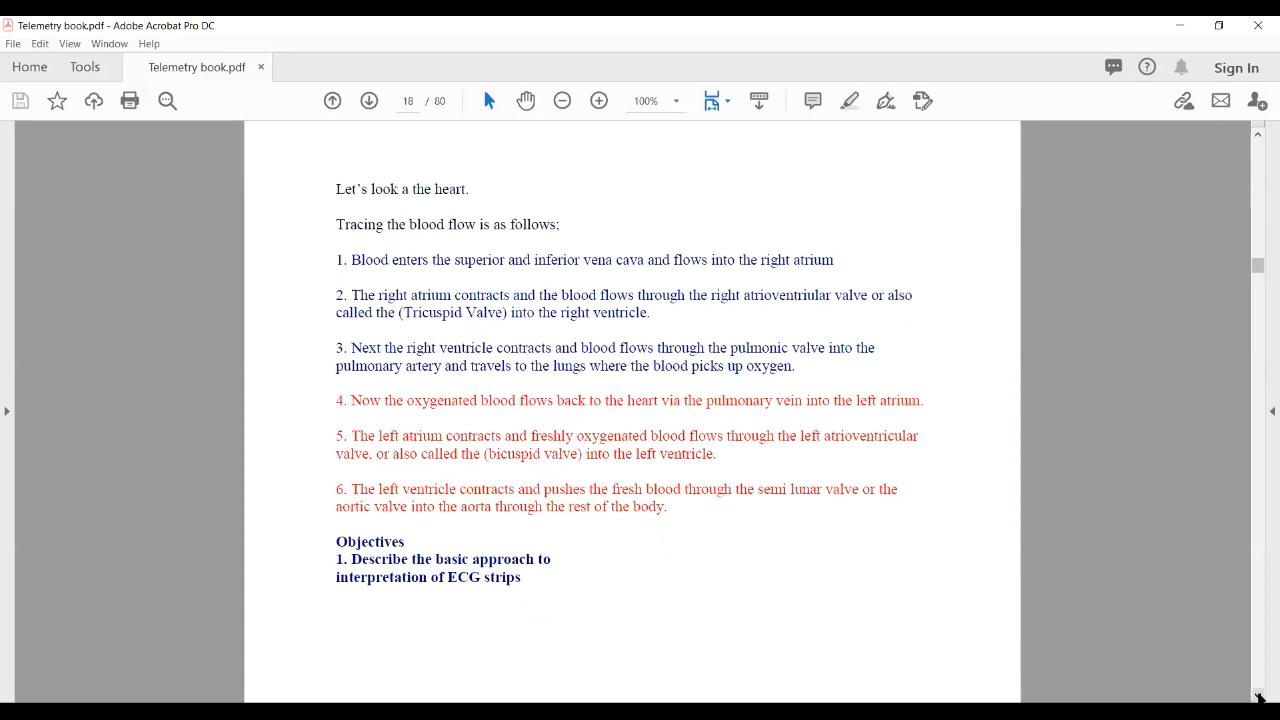 Telemetry book.pdf - Adobe Acrobat Pro DC
File Edit View Window Help
Home Tools Telemetry book.pdf × Sign In
18 / 80 100%
Let's look a the heart.
Tracing the blood flow is as follows;
1. Blood enters the superior and inferior vena cava and flows into the right atrium
2. The right atrium contracts and the blood flows through the right atrioventriular valve or also
called the (Tricuspid Valve) into the right ventricle.
3. Next the right ventricle contracts and blood flows through the pulmonic valve into the
pulmonary artery and travels to the lungs where the blood picks up oxygen.
4. Now the oxygenated blood flows back to the heart via the pulmonary vein into the left atrium.
5. The left atrium contracts and freshly oxygenated blood flows through the left atrioventricular
valve, or also called the (bicuspid valve) into the left ventricle.
6. The left ventricle contracts and pushes the fresh blood through the semi lunar valve or the
aortic valve into the aorta through the rest of the body.
Objectives
1. Describe the basic approach to
interpretation of ECG strips